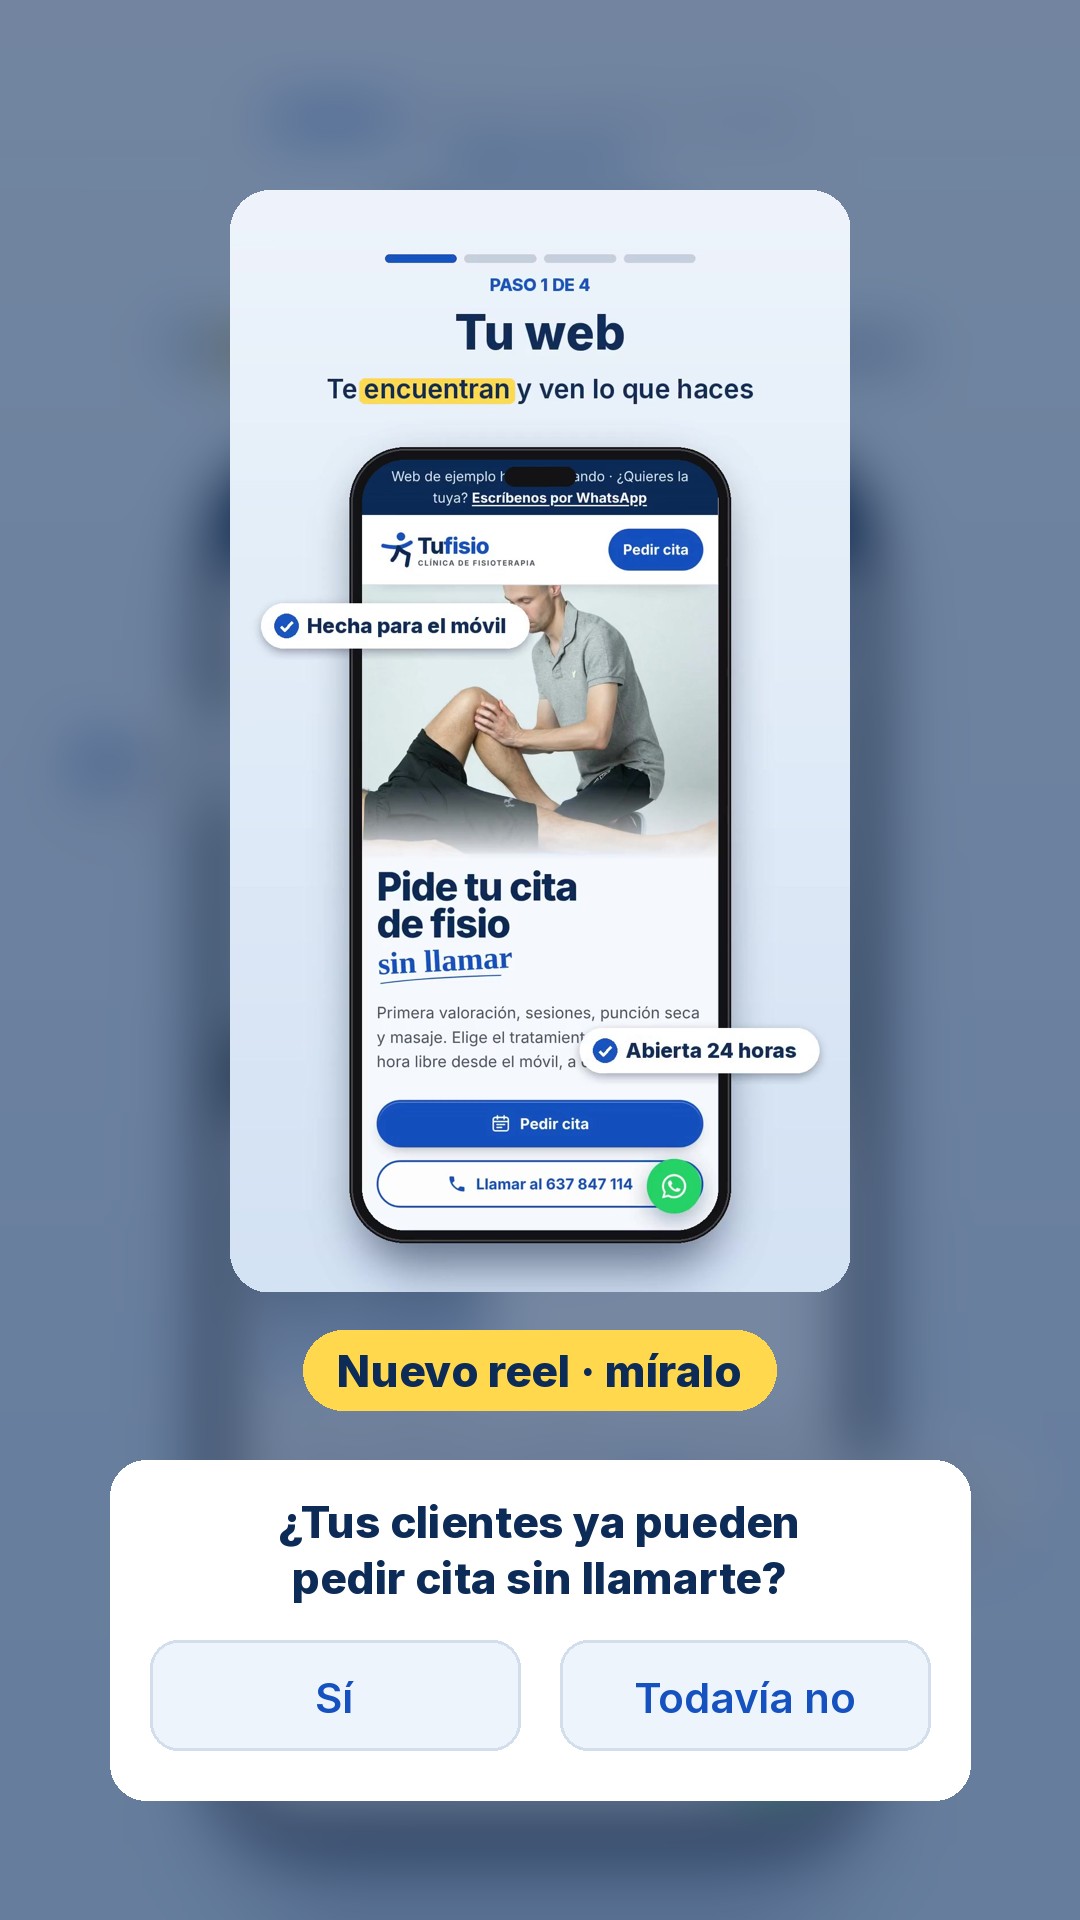 PASO 1 DE 4
Tu web
Te encuentran y ven lo que haces
Web de ejemplo · ¿Quieres la
tuya? Escríbenos por WhatsApp
Tufisio
CLÍNICA DE FISIOTERAPIA
Pedir cita
Hecha para el móvil
Pide tu cita
de fisio
sin llamar
Primera valoración, sesiones, punción seca
y masaje. Elige el
hora libre desde el móvil, a
Abierta 24 horas
Pedir cita
Llamar al 637 847 114
Nuevo reel · míralo
¿Tus clientes ya pueden
pedir cita sin llamarte?
Sí
Todavía no